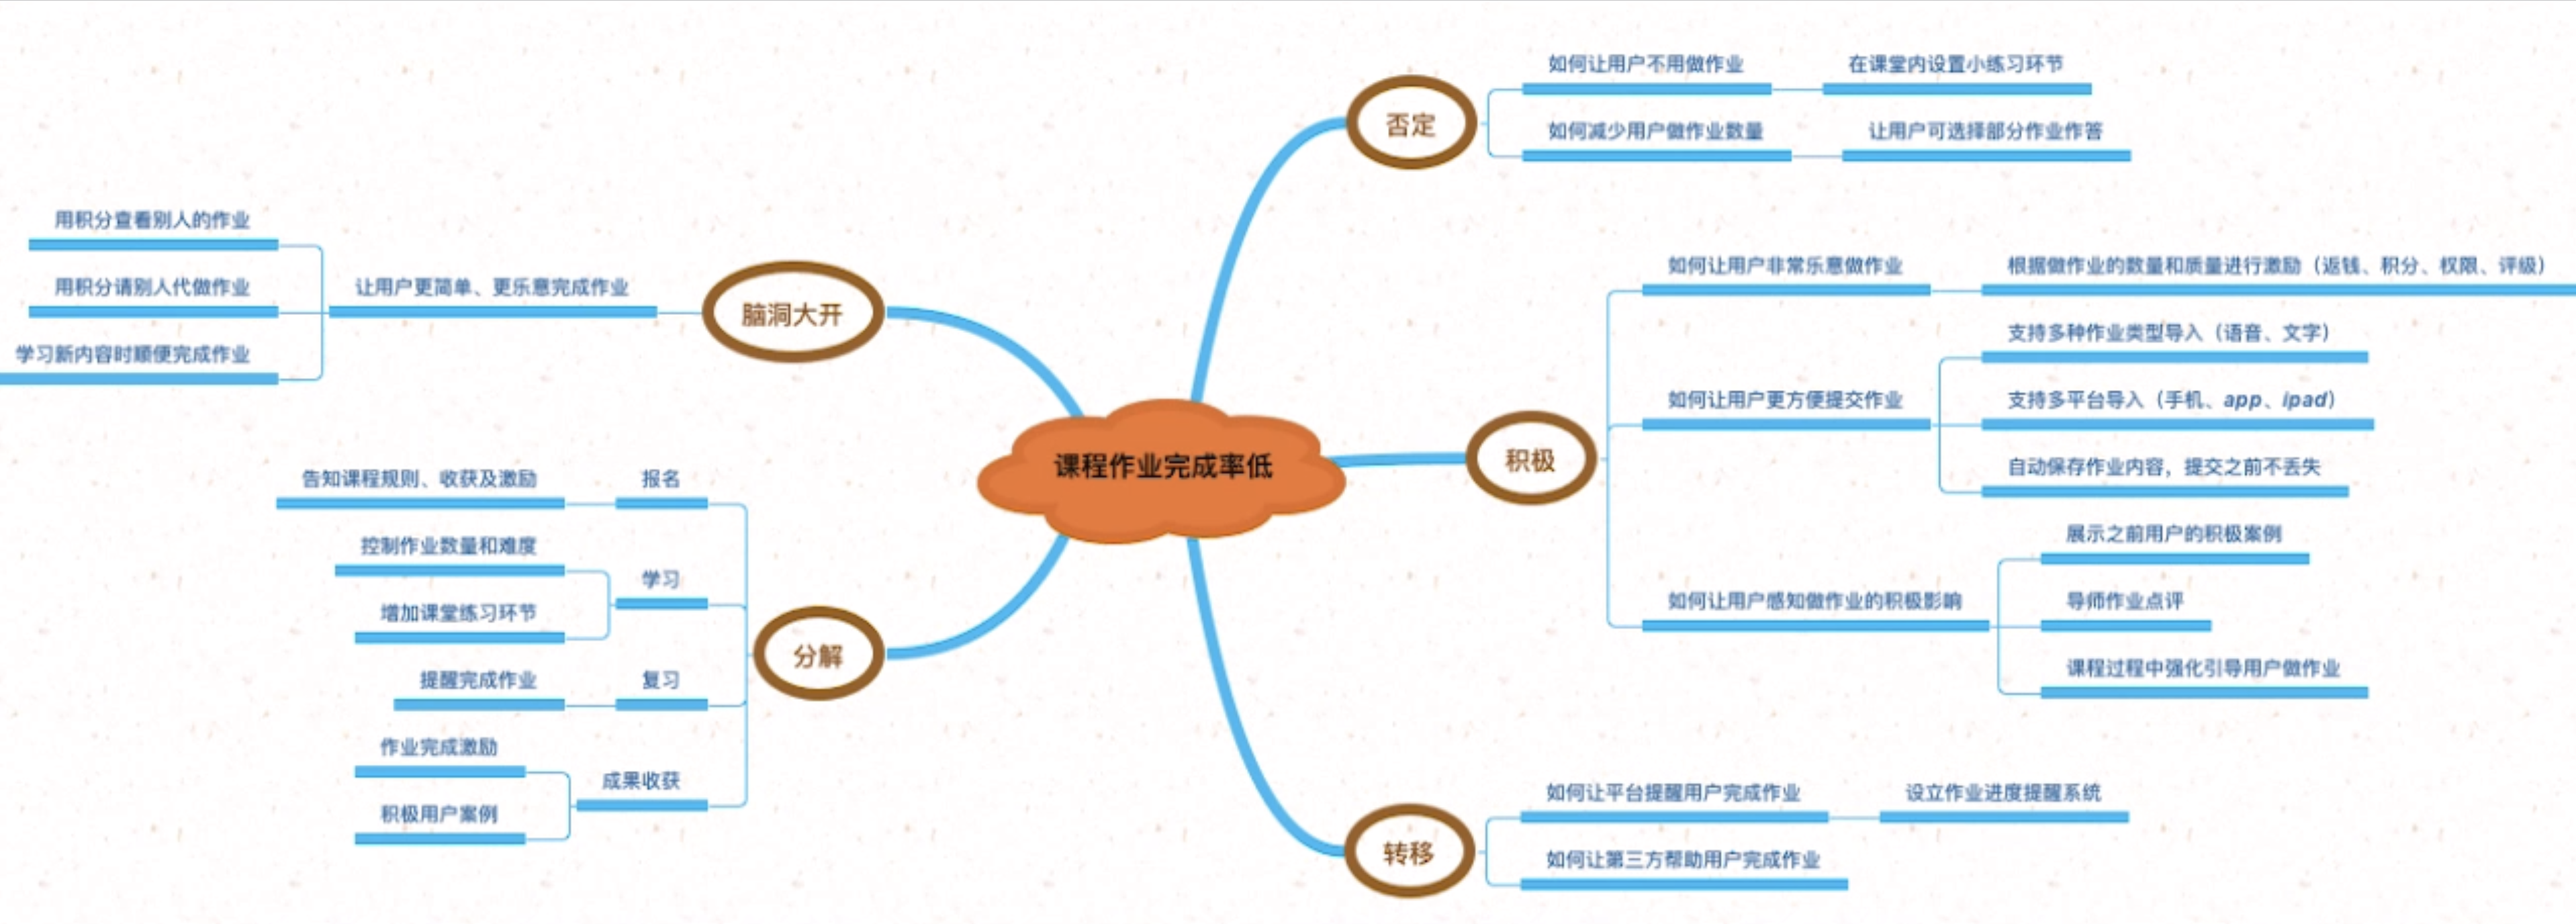 课程作业完成率低
否定
如何让用户不用做作业
在课堂内设置小练习环节
如何减少用户做作业数量
让用户可选择部分作业作答
积极
如何让用户非常乐意做作业
根据做作业的数量和质量进行激励（返钱、积分、权限、评级）
如何让用户更方便提交作业
支持多种作业类型导入（语音、文字）
支持多平台导入（手机、app、ipad）
自动保存作业内容，提交之前不丢失
如何让用户感知做作业的积极影响
展示之前用户的积极案例
导师作业点评
课程过程中强化引导用户做作业
转移
如何让平台提醒用户完成作业
设立作业进度提醒系统
如何让第三方帮助用户完成作业
脑洞大开
让用户更简单、更乐意完成作业
用积分查看别人的作业
用积分请别人代做作业
学习新内容时顺便完成作业
分解
报名
告知课程规则、收获及激励
学习
控制作业数量和难度
增加课堂练习环节
复习
提醒完成作业
成果收获
作业完成激励
积极用户案例